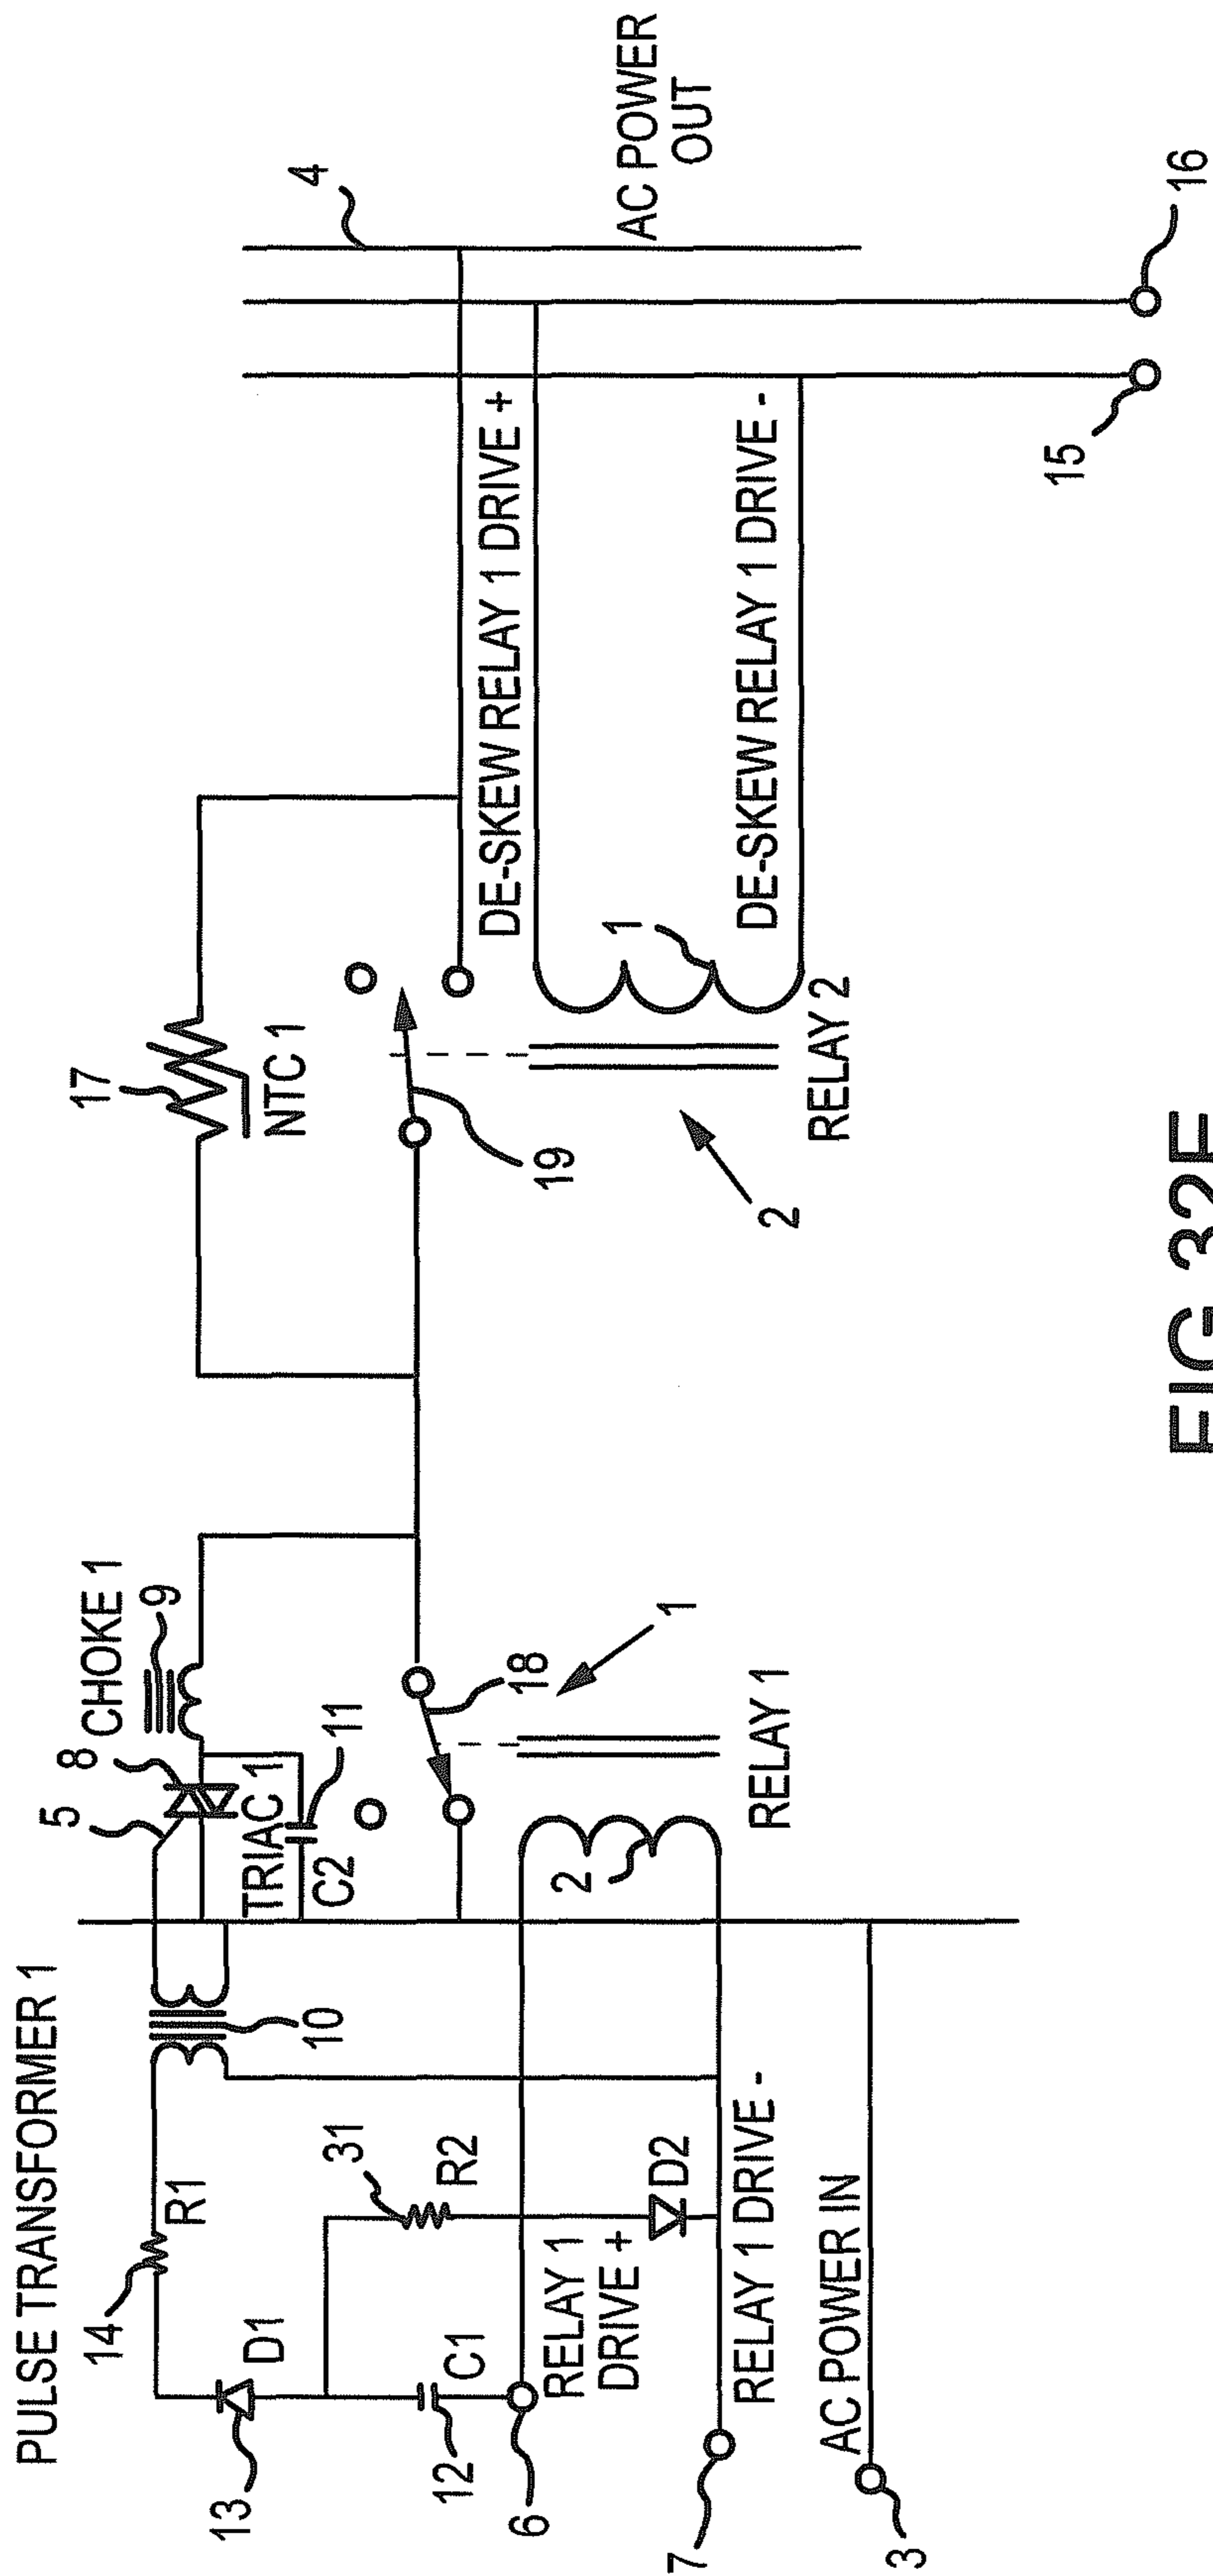 PULSE TRANSFORMER 1
14
R1
13
D1
12
C1
31
R2
10
5
8
TRIAC 1
C2
11
CHOKE 1
9
6
RELAY 1
DRIVE +
D2
7
RELAY 1 DRIVE -
AC POWER IN
3
2
RELAY 1
18
1
17
NTC 1
19
2
RELAY 2
1
DE-SKEW RELAY 1 DRIVE +
DE-SKEW RELAY 1 DRIVE -
4
AC POWER
OUT
15
16